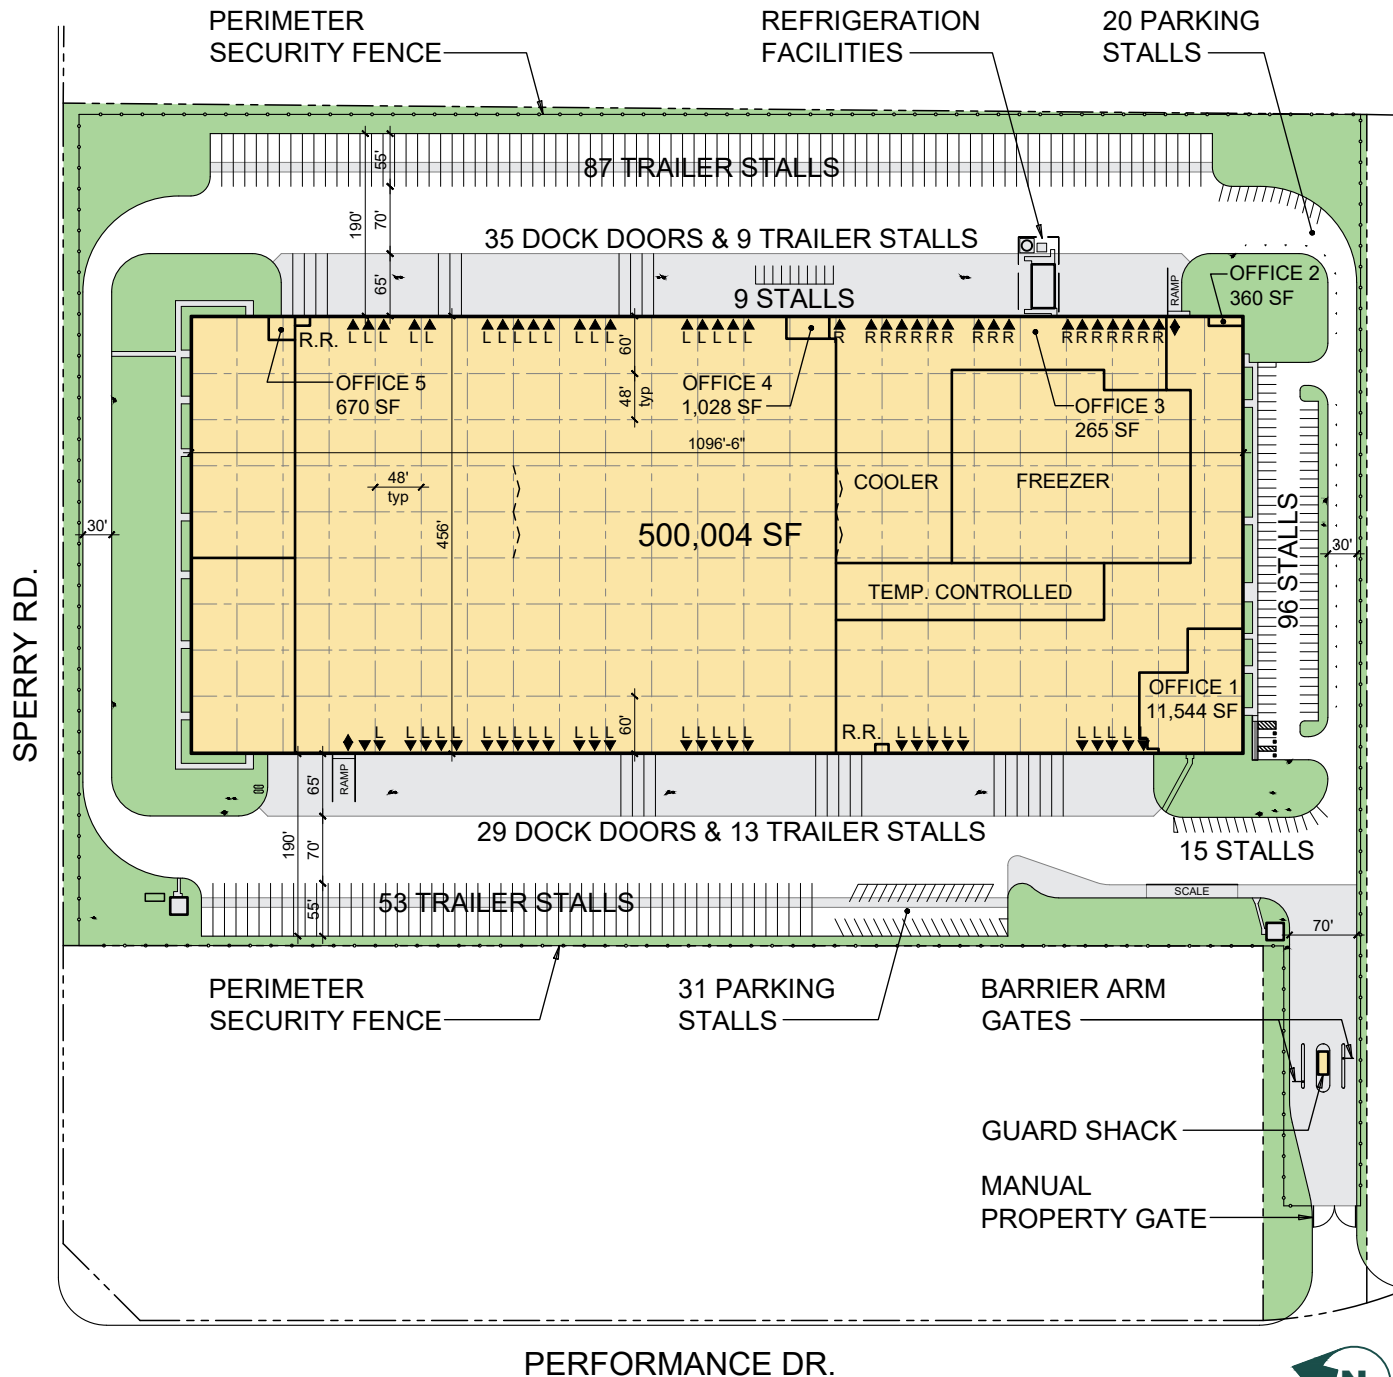 PERIMETER
SECURITY FENCE
REFRIGERATION
FACILITIES
20 PARKING
STALLS
87 TRAILER STALLS
55'
190'
70'
65'
35 DOCK DOORS & 9 TRAILER STALLS
9 STALLS
RAMP
OFFICE 2
360 SF
R.R.
L L L L L L L L L L L L L L L L L L
R R R R R R R R R R R R R R R R R
60'
OFFICE 5
670 SF
OFFICE 4
1,028 SF
48'
typ
OFFICE 3
265 SF
1096'-6"
48'
typ
COOLER
FREEZER
456'
500,004 SF
30'
30'
96 STALLS
SPERRY RD.
TEMP. CONTROLLED
OFFICE 1
11,544 SF
60'
R.R.
L L L L L L L L L L L L L L L L L L L L L L L L L L
RAMP
65'
190'
70'
55'
29 DOCK DOORS & 13 TRAILER STALLS
15 STALLS
SCALE
53 TRAILER STALLS
70'
PERIMETER
SECURITY FENCE
31 PARKING
STALLS
BARRIER ARM
GATES
GUARD SHACK
MANUAL
PROPERTY GATE
PERFORMANCE DR.
N